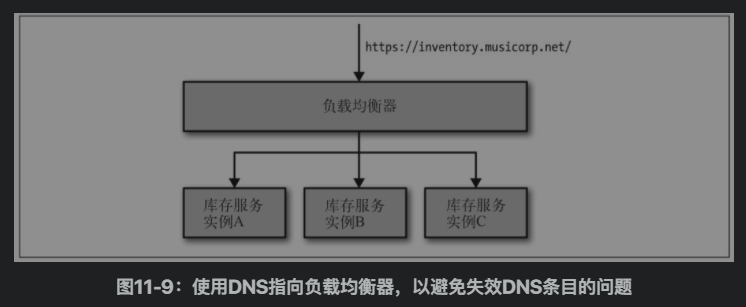 https://inventory.musicorp.net/
负载均衡器
库存服务
实例A
库存服务
实例B
库存服务
实例C
图11-9：使用DNS指向负载均衡器，以避免失效DNS条目的问题